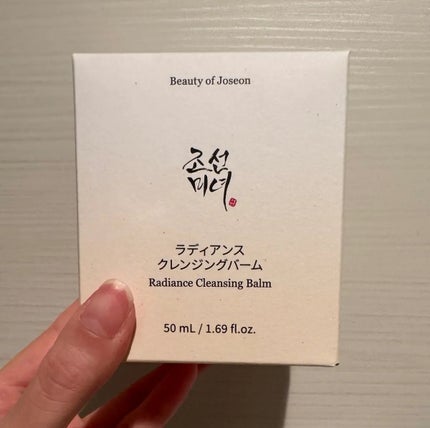 Beauty of Joseon
조선
미녀
ラディアンス
クレンジングバーム
Radiance Cleansing Balm
50 mL / 1.69 fl.oz.